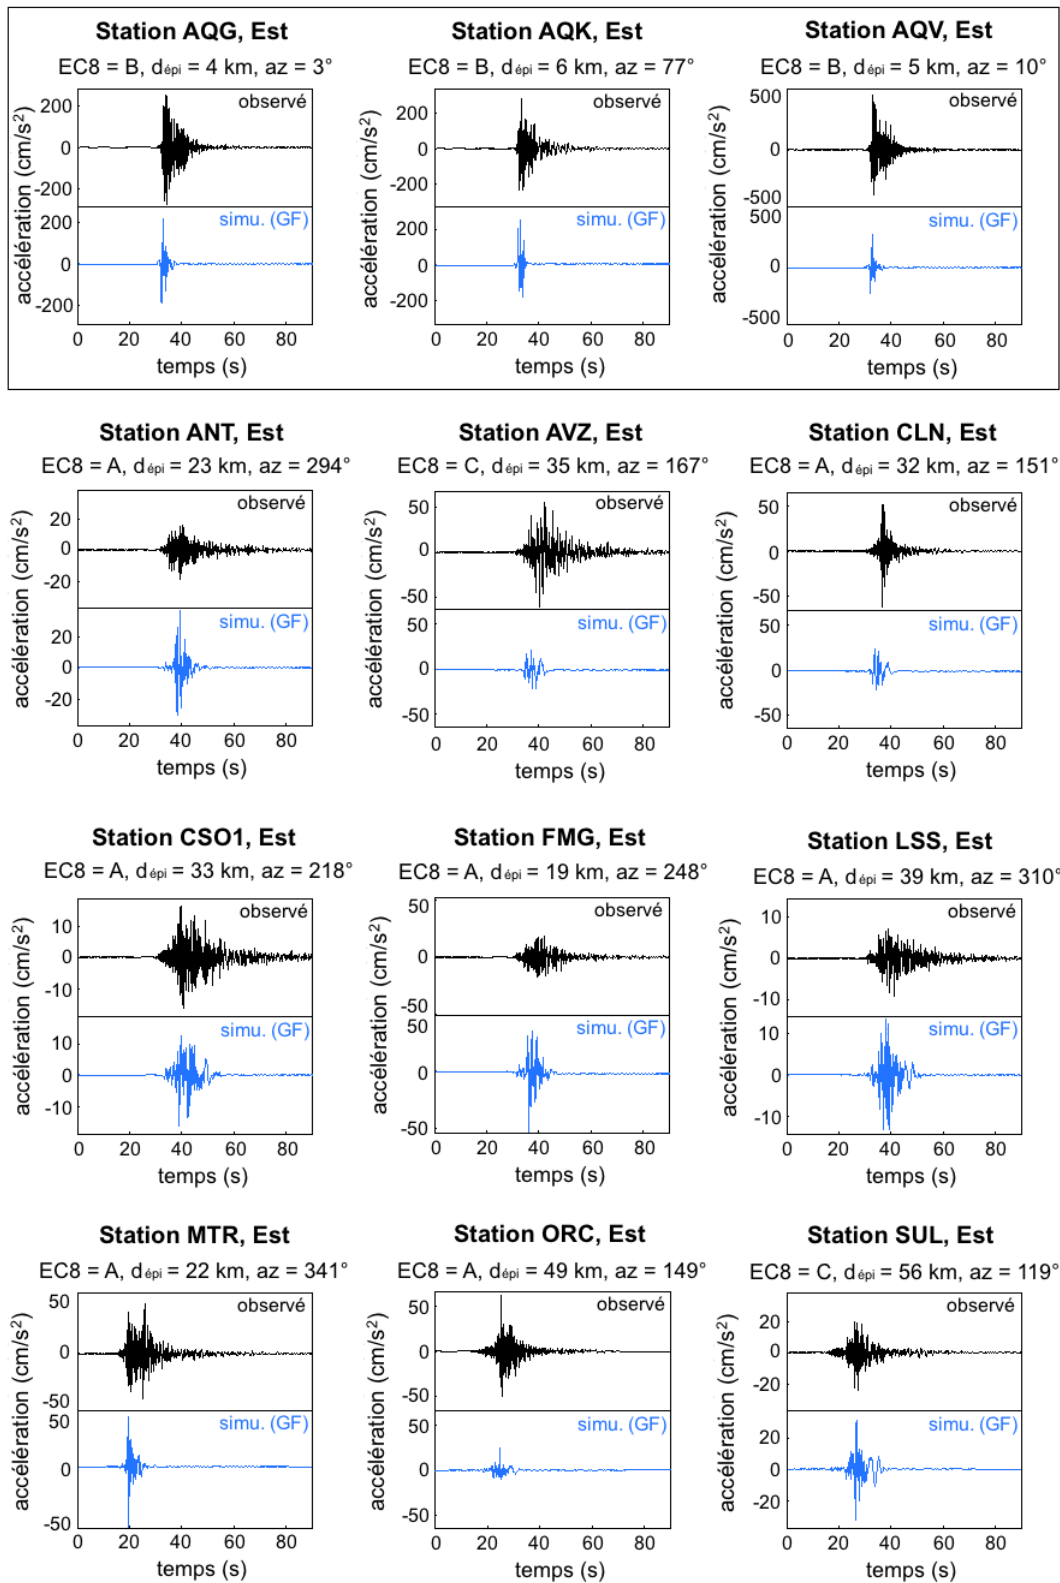 Station AQG, Est
EC8 = B, dépi = 4 km, az = 3°
accélération (cm/s²)
observé
200
0
-200
simu. (GF)
200
0
-200
0 20 40 60 80
temps (s)
Station AQK, Est
EC8 = B, dépi = 6 km, az = 77°
accélération (cm/s²)
observé
200
0
-200
simu. (GF)
200
0
-200
0 20 40 60 80
temps (s)
Station AQV, Est
EC8 = B, dépi = 5 km, az = 10°
accélération (cm/s²)
observé
500
0
-500
simu. (GF)
500
0
-500
0 20 40 60 80
temps (s)
Station ANT, Est
EC8 = A, dépi = 23 km, az = 294°
accélération (cm/s²)
observé
20
0
-20
simu. (GF)
20
0
-20
0 20 40 60 80
temps (s)
Station AVZ, Est
EC8 = C, dépi = 35 km, az = 167°
accélération (cm/s²)
observé
50
0
-50
simu. (GF)
50
0
-50
0 20 40 60 80
temps (s)
Station CLN, Est
EC8 = A, dépi = 32 km, az = 151°
accélération (cm/s²)
observé
50
0
-50
simu. (GF)
50
0
-50
0 20 40 60 80
temps (s)
Station CSO1, Est
EC8 = A, dépi = 33 km, az = 218°
accélération (cm/s²)
observé
10
0
-10
simu. (GF)
10
0
-10
0 20 40 60 80
temps (s)
Station FMG, Est
EC8 = A, dépi = 19 km, az = 248°
accélération (cm/s²)
observé
50
0
-50
simu. (GF)
50
0
-50
0 20 40 60 80
temps (s)
Station LSS, Est
EC8 = A, dépi = 39 km, az = 310°
accélération (cm/s²)
observé
10
0
-10
simu. (GF)
10
0
-10
0 20 40 60 80
temps (s)
Station MTR, Est
EC8 = A, dépi = 22 km, az = 341°
accélération (cm/s²)
observé
50
0
-50
simu. (GF)
50
0
-50
0 20 40 60 80
temps (s)
Station ORC, Est
EC8 = A, dépi = 49 km, az = 149°
accélération (cm/s²)
observé
50
0
-50
simu. (GF)
50
0
-50
0 20 40 60 80
temps (s)
Station SUL, Est
EC8 = C, dépi = 56 km, az = 119°
accélération (cm/s²)
observé
20
0
-20
simu. (GF)
20
0
-20
0 20 40 60 80
temps (s)